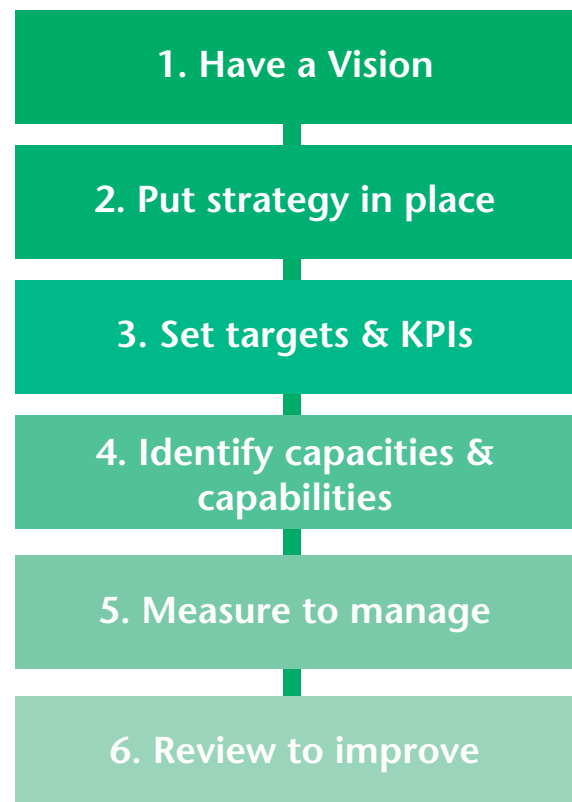 1. Have a Vision
2. Put strategy in place
3. Set targets & KPIs
4. Identify capacities &
capabilities
5. Measure to manage
6. Review to improve